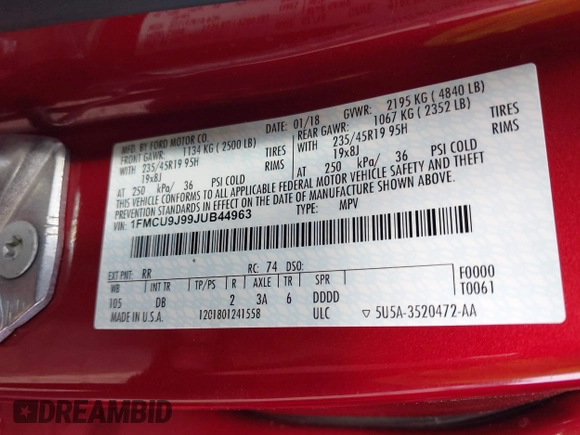 MFD. BY FORD MOTOR CO.
01/18
GVWR: 2195 KG ( 4840 LB)
FRONT GAWR: 1134 KG ( 2500 LB)
REAR GAWR: 1067 KG ( 2352 LB)
WITH 235/45R19 95H TIRES
WITH 235/45R19 95H TIRES
19x8J RIMS
19x8J RIMS
AT 250 kPa/ 36 PSI COLD
AT 250 kPa/ 36 PSI COLD
THIS VEHICLE CONFORMS TO ALL APPLICABLE FEDERAL MOTOR VEHICLE SAFETY AND THEFT
PREVENTION STANDARDS IN EFFECT ON THE DATE OF MANUFACTURE SHOWN ABOVE.
VIN: 1FMCU9J99JUB44963
TYPE: MPV
EXT PNT: RR RC: 74 DSO: F0000
WB INT TR TP/PS R AXLE TR SPR T0061
105 DB 2 3A 6 DDDD
MADE IN U.S.A. 1201801241558 ULC ▽ 5U5A-3520472-AA
DREAMBID